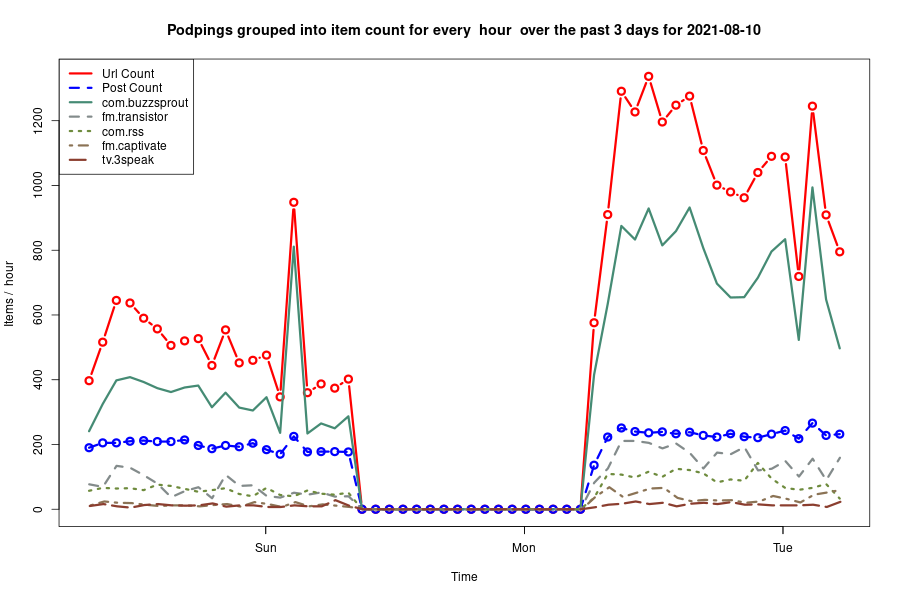 Podpings grouped into item count for every  hour  over the past 3 days for 2021-08-10
Url Count
Post Count
com.buzzsprout
fm.transistor
com.rss
fm.captivate
tv.3speak
Items /  hour
1200
1000
800
600
400
200
0
Sun
Mon
Tue
Time